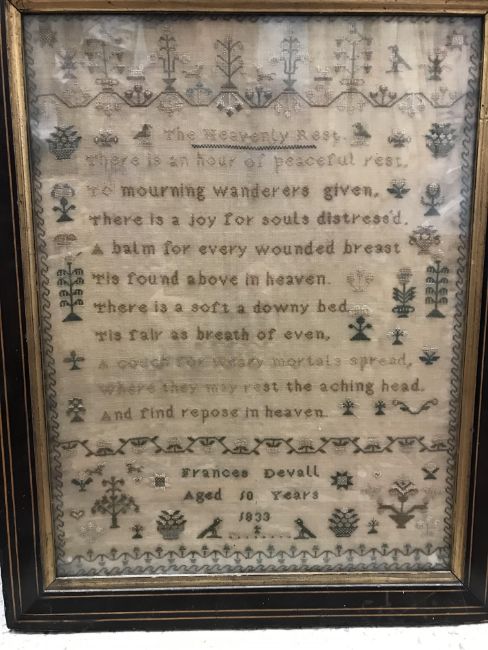 The Heavenly Rest.
There is an hour of peaceful rest,
To mourning wanderers given,
There is a joy for souls distress'd,
A balm for every wounded breast
Tis found above in heaven.
There is a soft a downy bed,
Tis fair as breath of even,
A couch for weary mortals spread,
Where they may rest the aching head.
And find repose in heaven.
Frances Devall
Aged 10 Years
1833